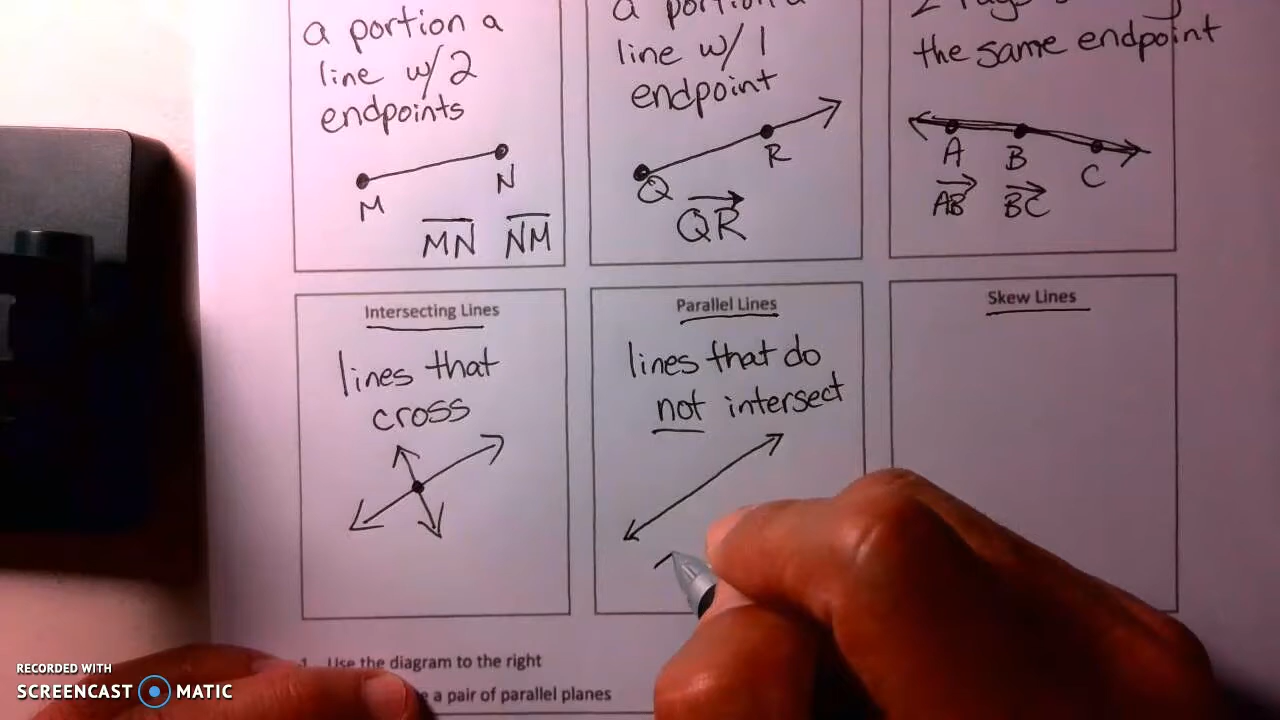 a portion a
line w/2
endpoints
M
N
MN NM
a portion a
line w/ 1
endpoint
Q
R
QR
the same endpoint
A B C
AB BC
Intersecting Lines
lines that
cross
Parallel Lines
lines that do
not intersect
Skew Lines
1. Use the diagram to the right
a pair of parallel planes
RECORDED WITH
SCREENCAST MATIC